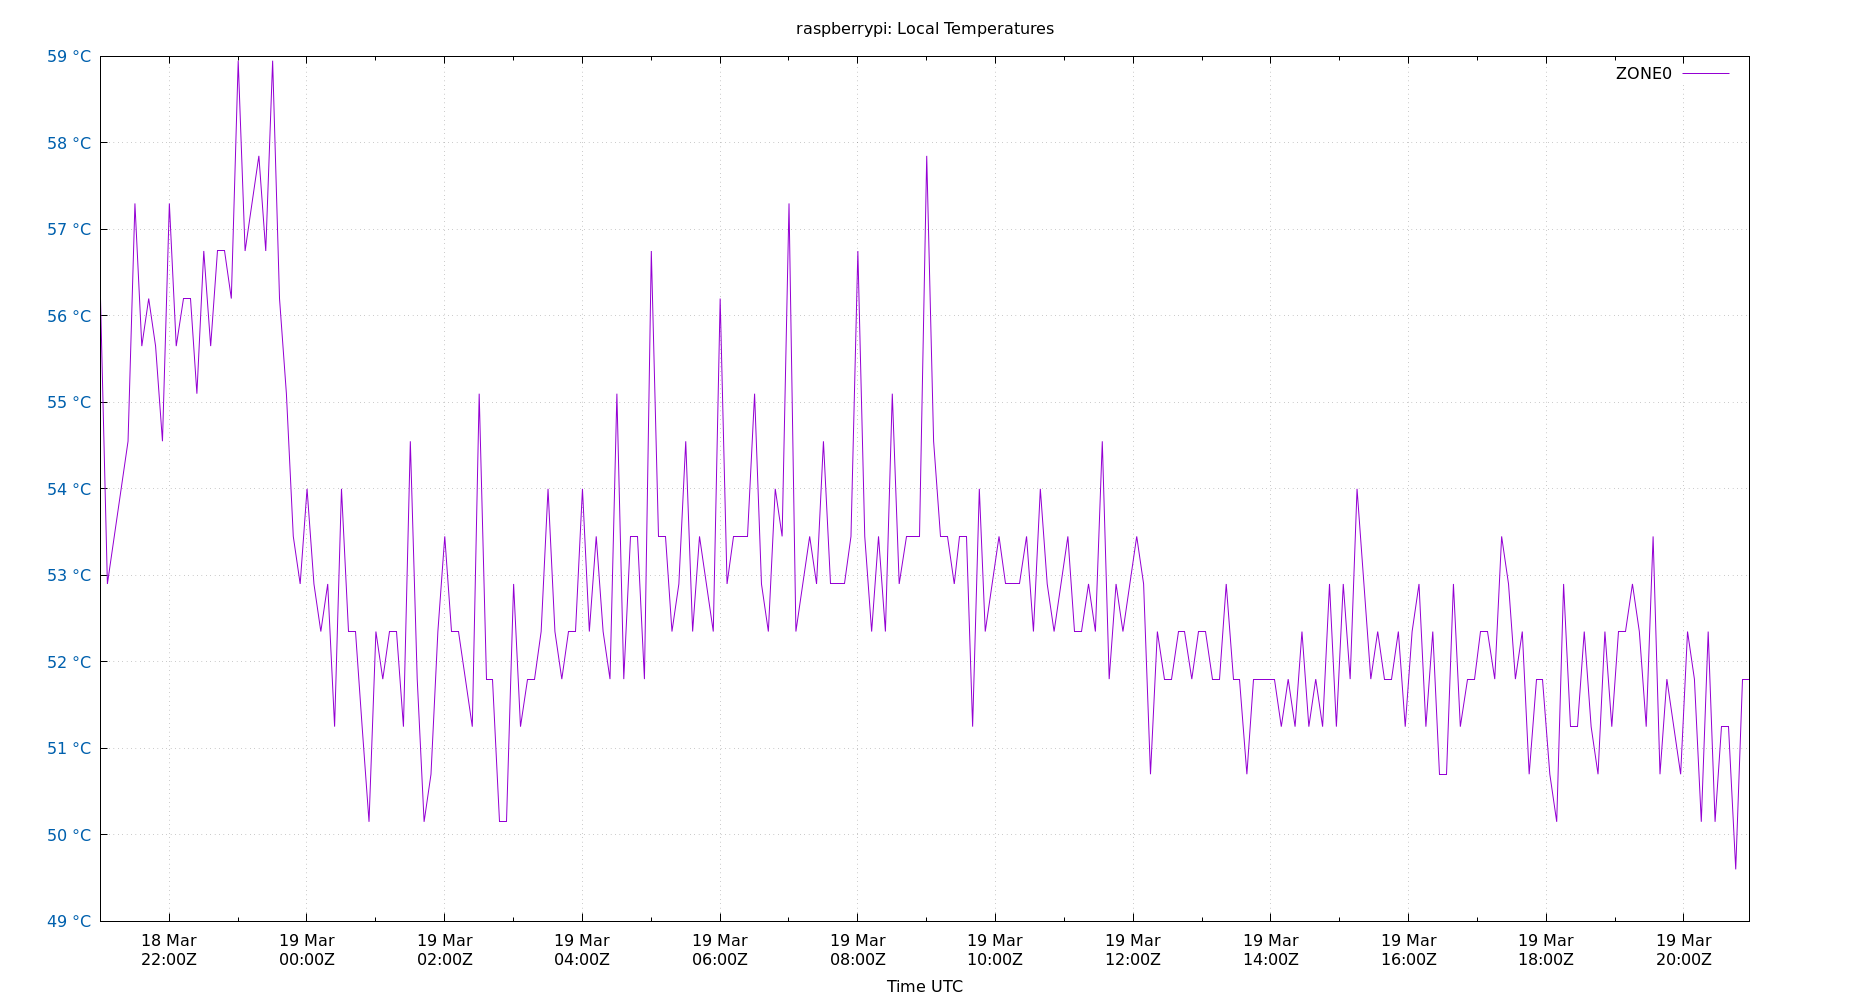 raspberrypi: Local Temperatures
59 °C
58 °C
57 °C
56 °C
55 °C
54 °C
53 °C
52 °C
51 °C
50 °C
49 °C
ZONE0
18 Mar
22:00Z
19 Mar
00:00Z
19 Mar
02:00Z
19 Mar
04:00Z
19 Mar
06:00Z
19 Mar
08:00Z
19 Mar
10:00Z
19 Mar
12:00Z
19 Mar
14:00Z
19 Mar
16:00Z
19 Mar
18:00Z
19 Mar
20:00Z
Time UTC